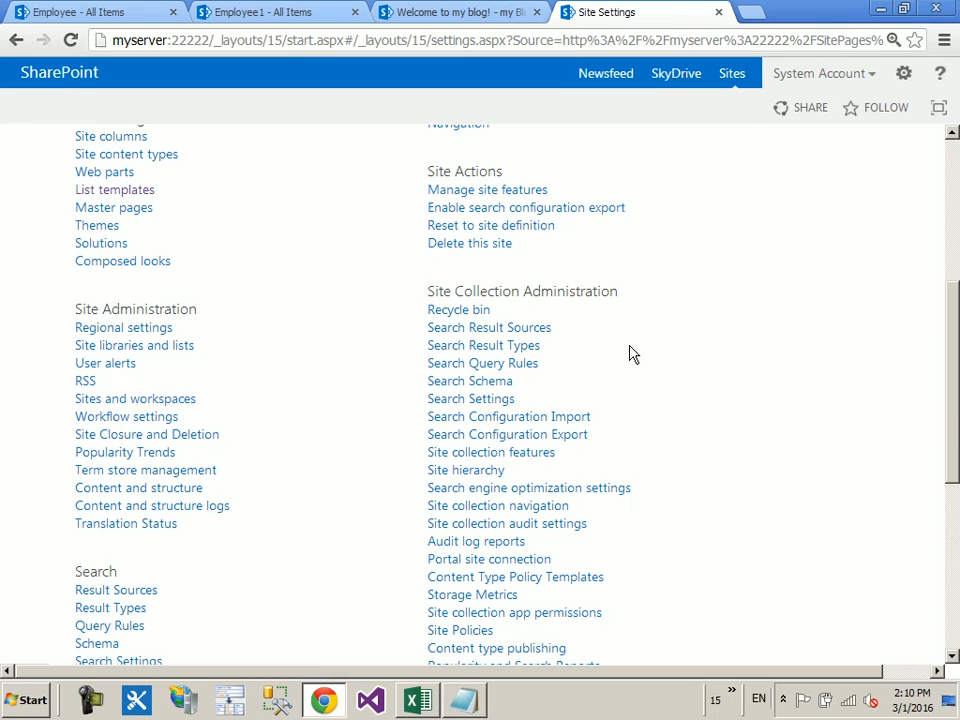 Employee - All Items
Employee1 - All Items
Welcome to my blog! - my Bl
Site Settings
myserver:22222/_layouts/15/start.aspx#/_layouts/15/settings.aspx?Source=http%3A%2F%2Fmyserver%3A22222%2FSitePages%
SharePoint
Newsfeed
SkyDrive
Sites
System Account
?
SHARE
FOLLOW
Site columns
Site content types
Web parts
List templates
Master pages
Themes
Solutions
Composed looks
Site Administration
Regional settings
Site libraries and lists
User alerts
RSS
Sites and workspaces
Workflow settings
Site Closure and Deletion
Popularity Trends
Term store management
Content and structure
Content and structure logs
Translation Status
Search
Result Sources
Result Types
Query Rules
Schema
Search Settings
Navigation
Site Actions
Manage site features
Enable search configuration export
Reset to site definition
Delete this site
Site Collection Administration
Recycle bin
Search Result Sources
Search Result Types
Search Query Rules
Search Schema
Search Settings
Search Configuration Import
Search Configuration Export
Site collection features
Site hierarchy
Search engine optimization settings
Site collection navigation
Site collection audit settings
Audit log reports
Portal site connection
Content Type Policy Templates
Storage Metrics
Site collection app permissions
Site Policies
Content type publishing
Popularity and Search Reports
Start
15
EN
2:10 PM
3/1/2016